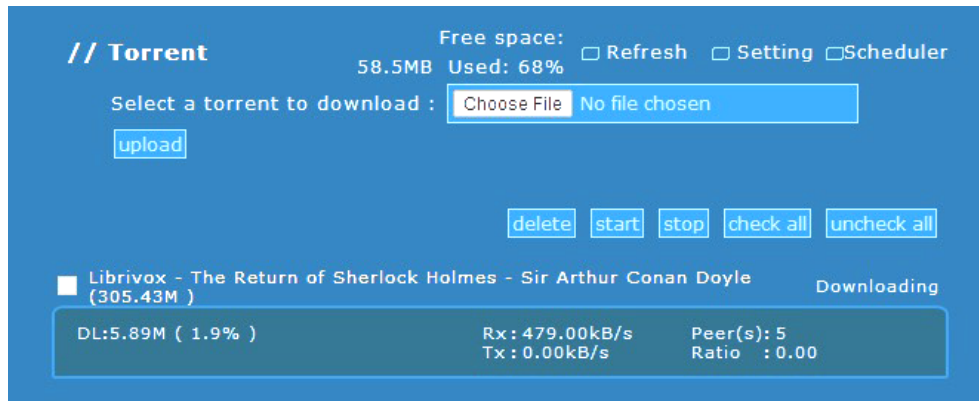 // Torrent
Free space:
58.5MB Used: 68%
Refresh
Setting
Scheduler
Select a torrent to download :
Choose File No file chosen
upload
delete start stop check all uncheck all
Librivox - The Return of Sherlock Holmes - Sir Arthur Conan Doyle
(305.43M )
Downloading
DL:5.89M ( 1.9% )
Rx: 479.00kB/s
Tx: 0.00kB/s
Peer(s): 5
Ratio : 0.00